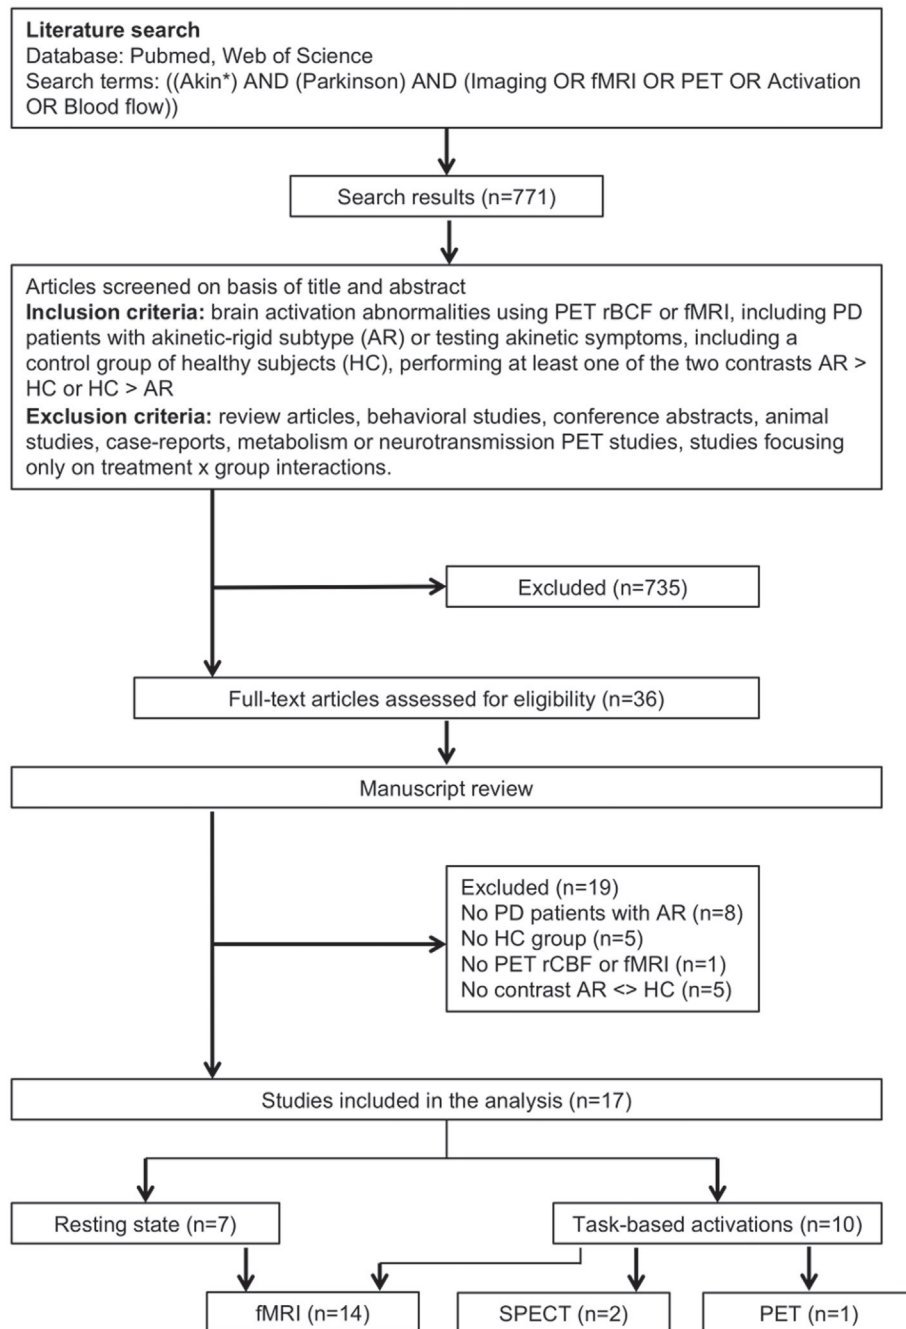 Literature search
Database: Pubmed, Web of Science
Search terms: ((Akin*) AND (Parkinson) AND (Imaging OR fMRI OR PET OR Activation
OR Blood flow))
Search results (n=771)
Articles screened on basis of title and abstract
Inclusion criteria: brain activation abnormalities using PET rBCF or fMRI, including PD
patients with akinetic-rigid subtype (AR) or testing akinetic symptoms, including a
control group of healthy subjects (HC), performing at least one of the two contrasts AR >
HC or HC > AR
Exclusion criteria: review articles, behavioral studies, conference abstracts, animal
studies, case-reports, metabolism or neurotransmission PET studies, studies focusing
only on treatment x group interactions.
Excluded (n=735)
Full-text articles assessed for eligibility (n=36)
Manuscript review
Excluded (n=19)
No PD patients with AR (n=8)
No HC group (n=5)
No PET rCBF or fMRI (n=1)
No contrast AR <> HC (n=5)
Studies included in the analysis (n=17)
Resting state (n=7)
Task-based activations (n=10)
fMRI (n=14)
SPECT (n=2)
PET (n=1)